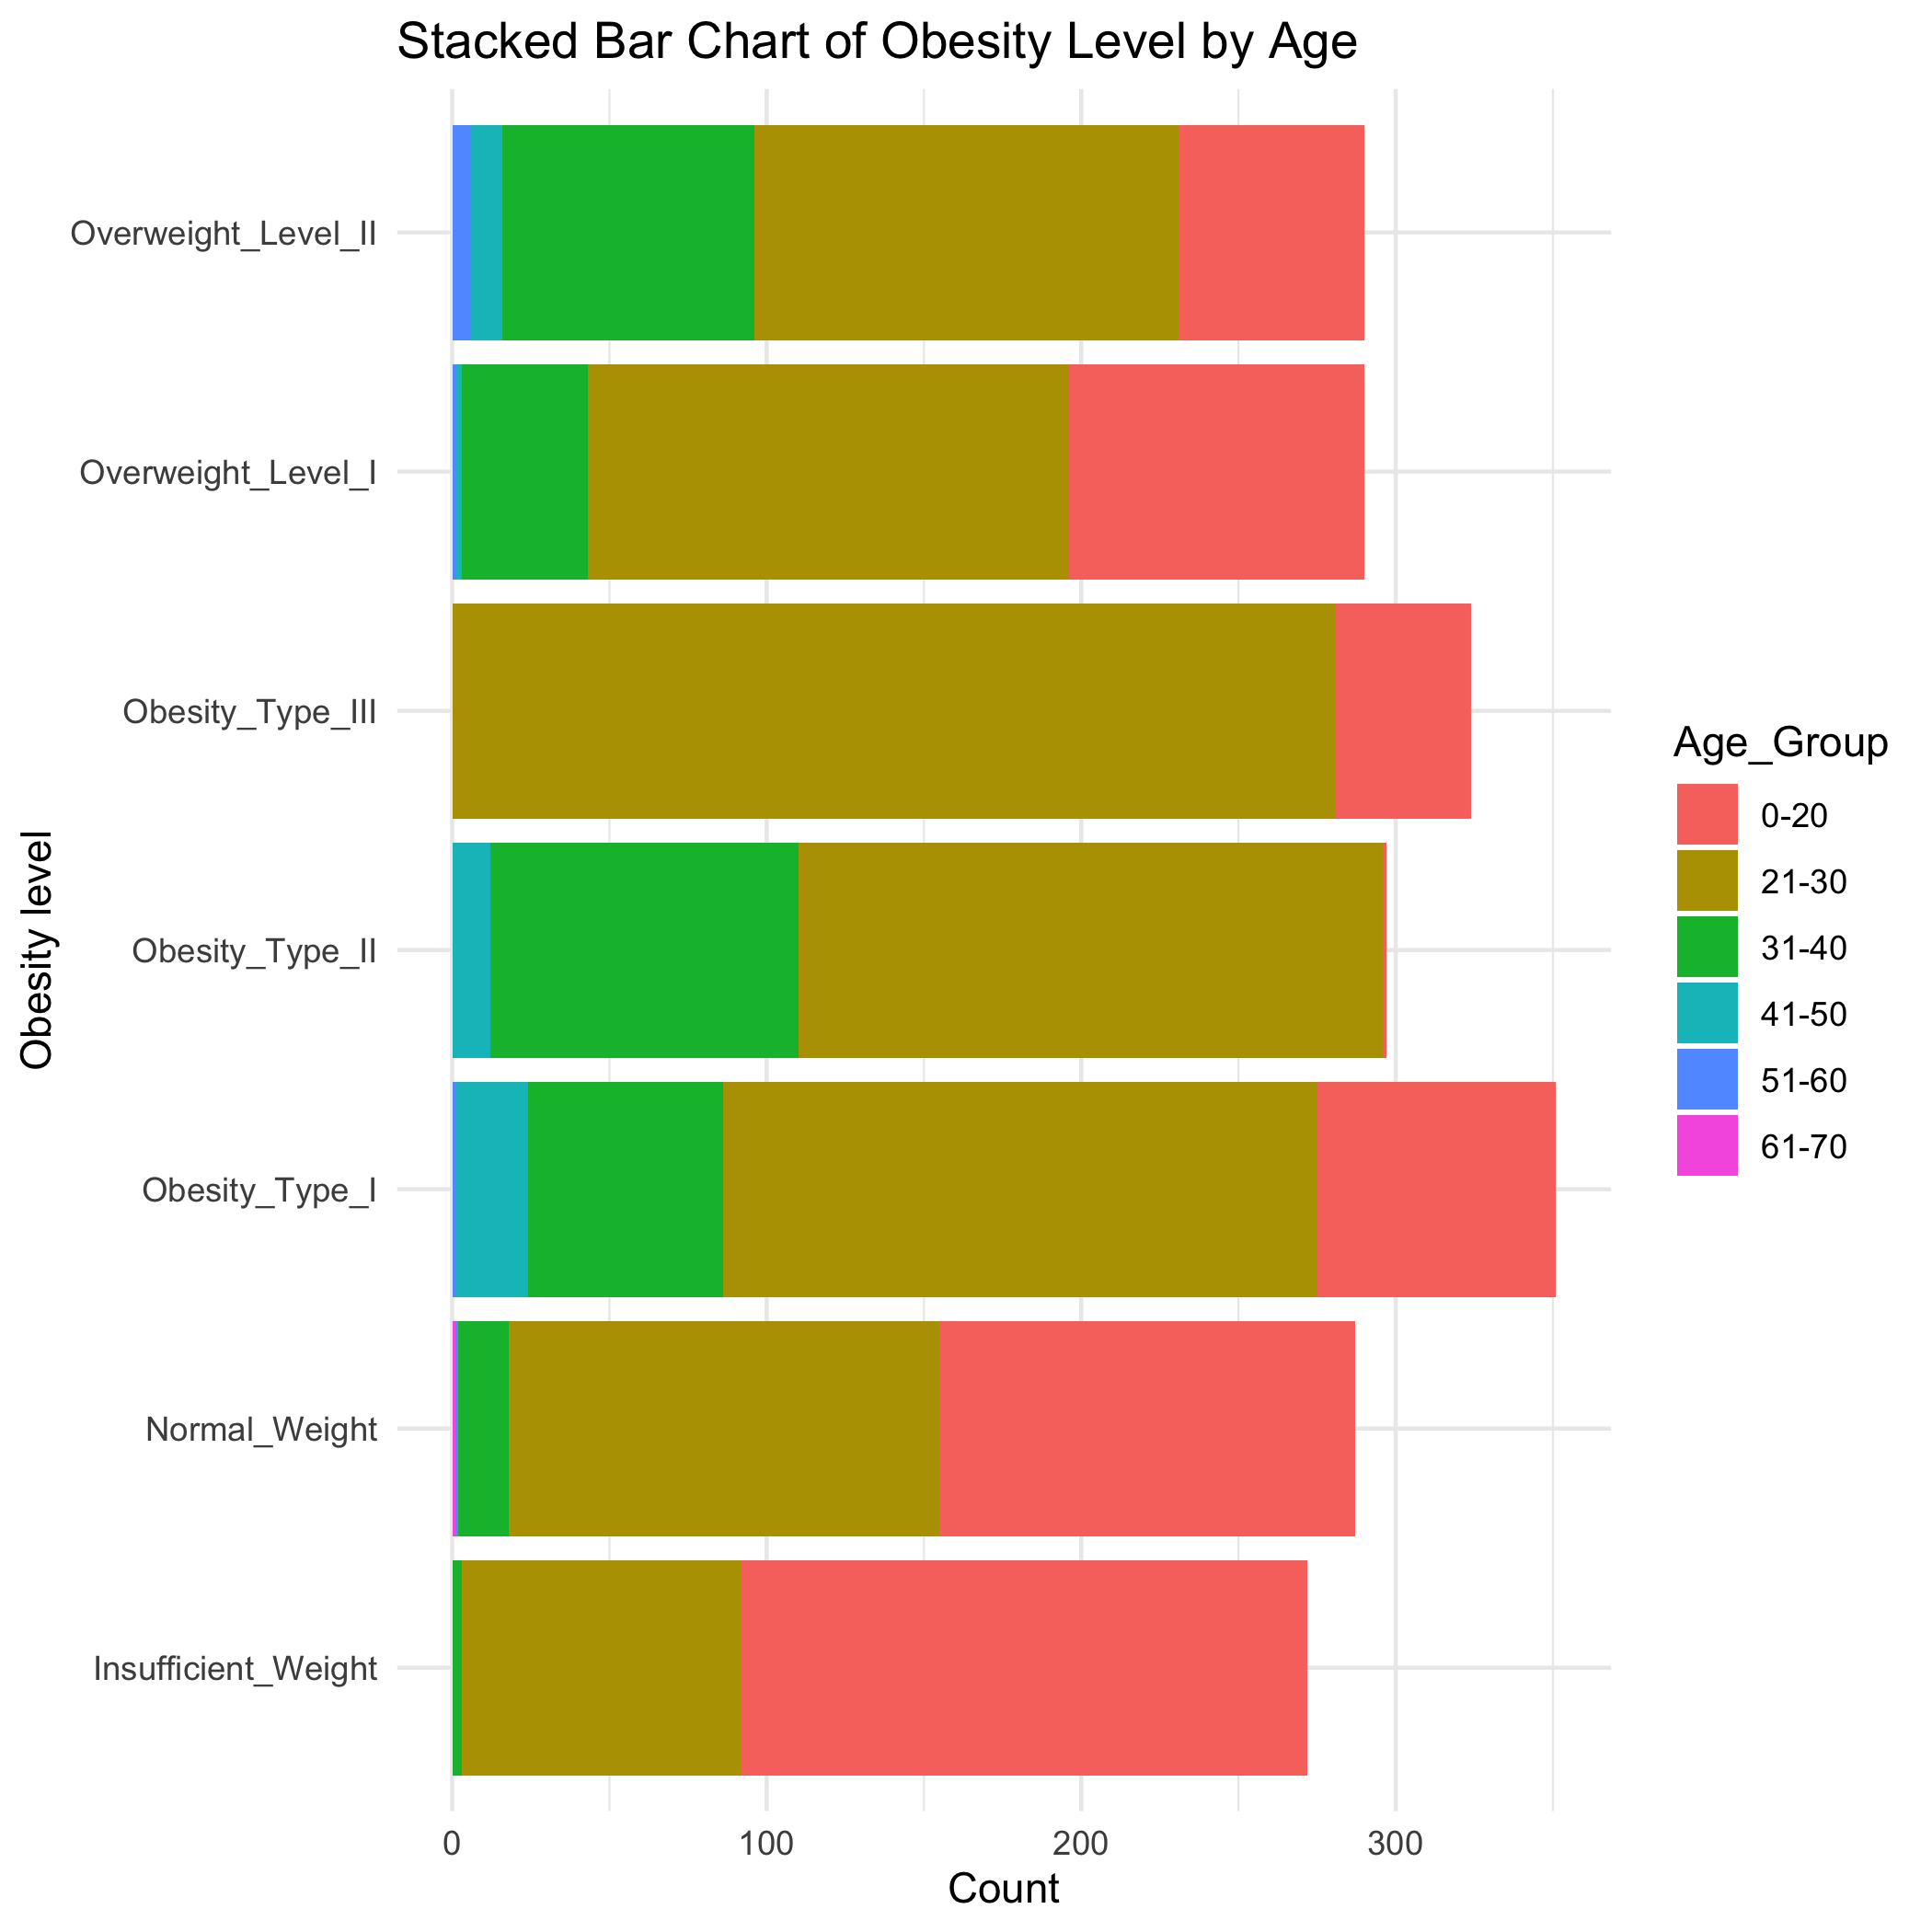 Stacked Bar Chart of Obesity Level by Age
Obesity level
Overweight_Level_II
Overweight_Level_I
Obesity_Type_III
Obesity_Type_II
Obesity_Type_I
Normal_Weight
Insufficient_Weight
0 100 200 300
Count
Age_Group
0-20
21-30
31-40
41-50
51-60
61-70